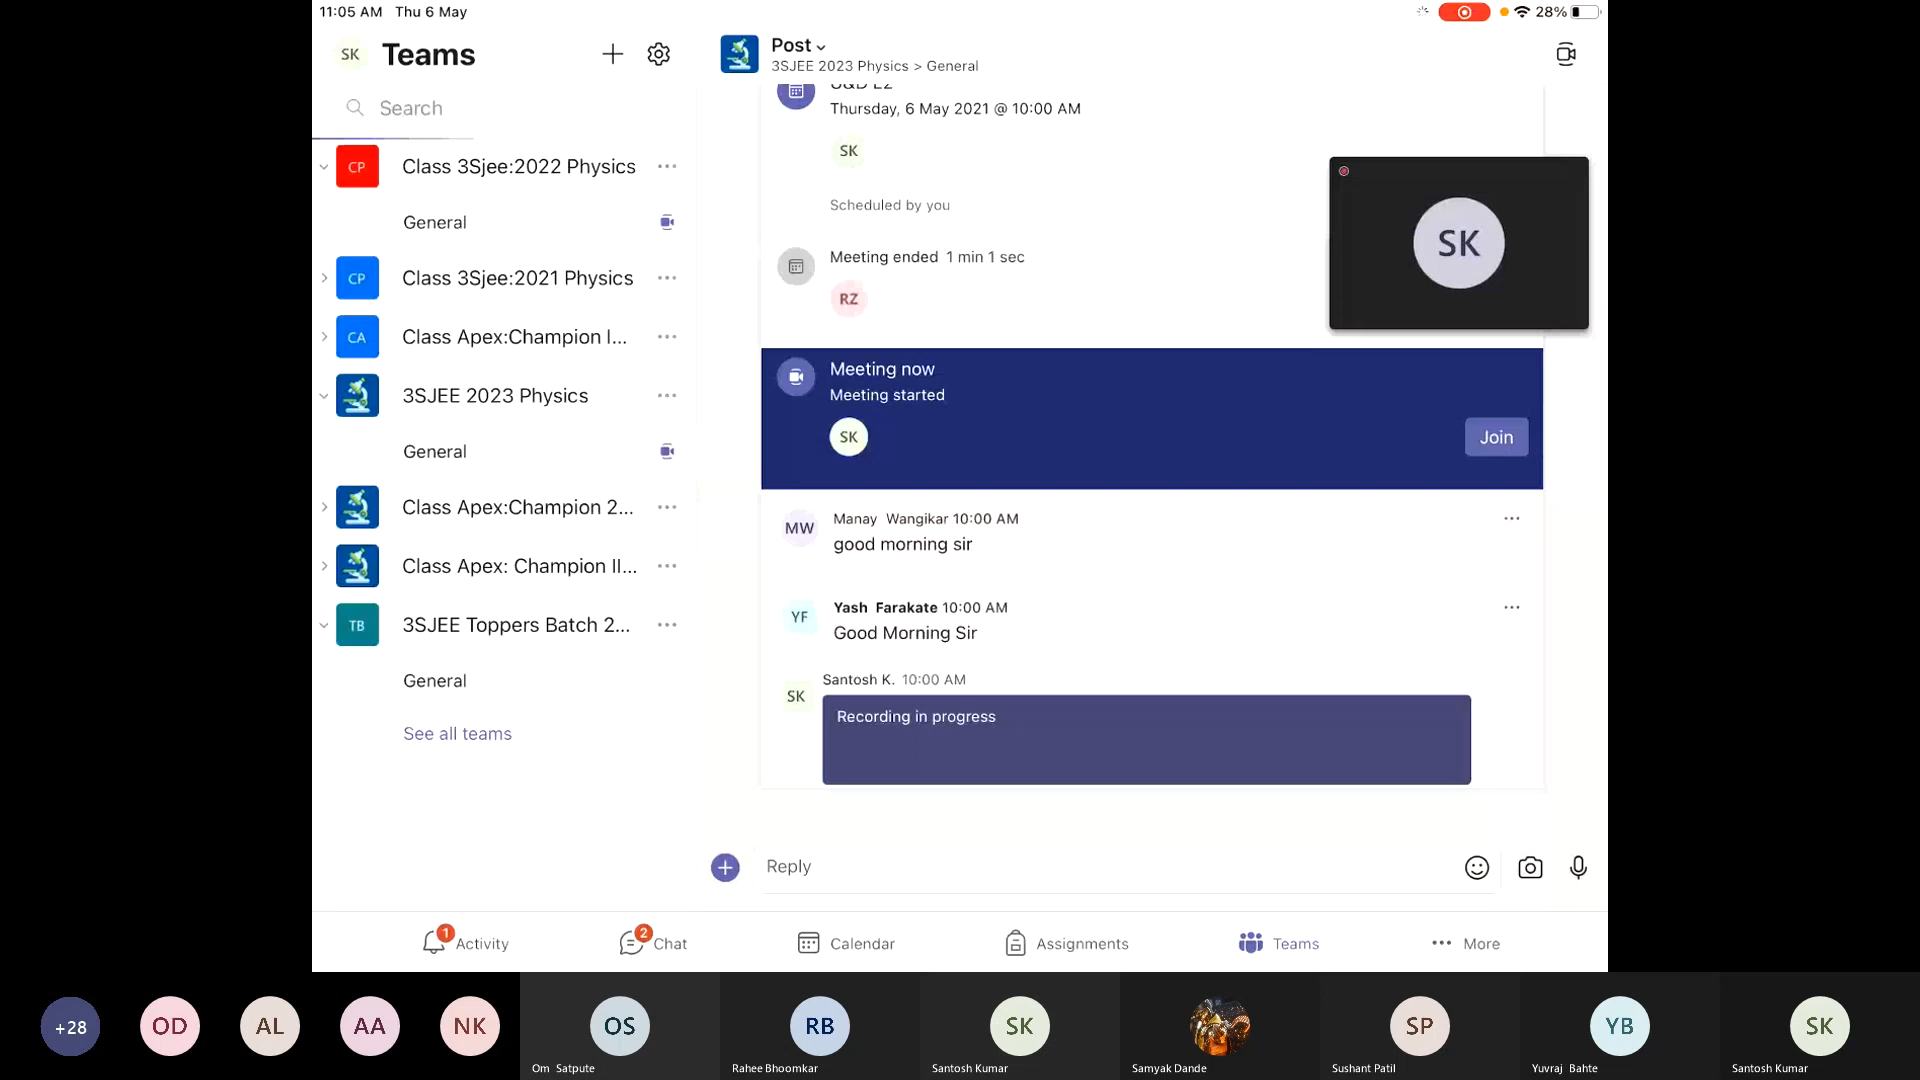 11:05 AM Thu 6 May
28%
SK Teams
Search
CP Class 3Sjee:2022 Physics
General
CP Class 3Sjee:2021 Physics
CA Class Apex:Champion I...
3SJEE 2023 Physics
General
Class Apex:Champion 2...
Class Apex: Champion II...
TB 3SJEE Toppers Batch 2...
General
See all teams
Post
3SJEE 2023 Physics > General
Thursday, 6 May 2021 @ 10:00 AM
SK
Scheduled by you
Meeting ended 1 min 1 sec
RZ
SK
Meeting now
Meeting started
SK
Join
MW Manay Wangikar 10:00 AM
good morning sir
YF Yash Farakate 10:00 AM
Good Morning Sir
Santosh K. 10:00 AM
SK
Recording in progress
Reply
1 Activity
2 Chat
Calendar
Assignments
Teams
More
+28 OD AL AA NK OS RB SK SP YB SK
Om Satpute Rahee Bhoomkar Santosh Kumar Samyak Dande Sushant Patil Yuvraj Bahte Santosh Kumar